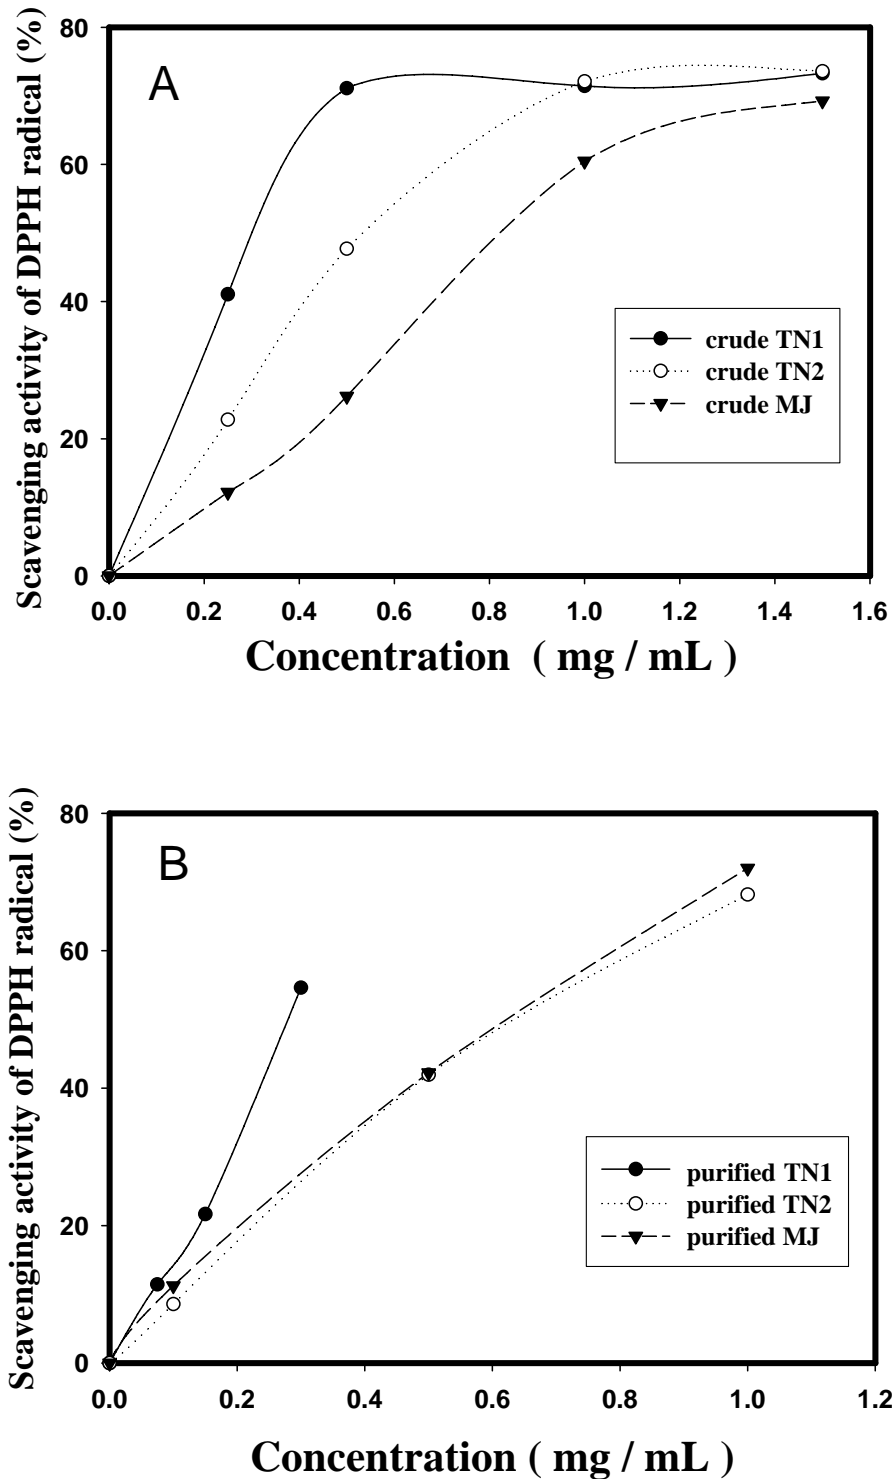 Scavenging activity of DPPH radical (%)
A
80
60
40
20
0
crude TN1
crude TN2
crude MJ
0.0 0.2 0.4 0.6 0.8 1.0 1.2 1.4 1.6
Concentration ( mg / mL )
Scavenging activity of DPPH radical (%)
B
80
60
40
20
0
purified TN1
purified TN2
purified MJ
0.0 0.2 0.4 0.6 0.8 1.0 1.2
Concentration ( mg / mL )